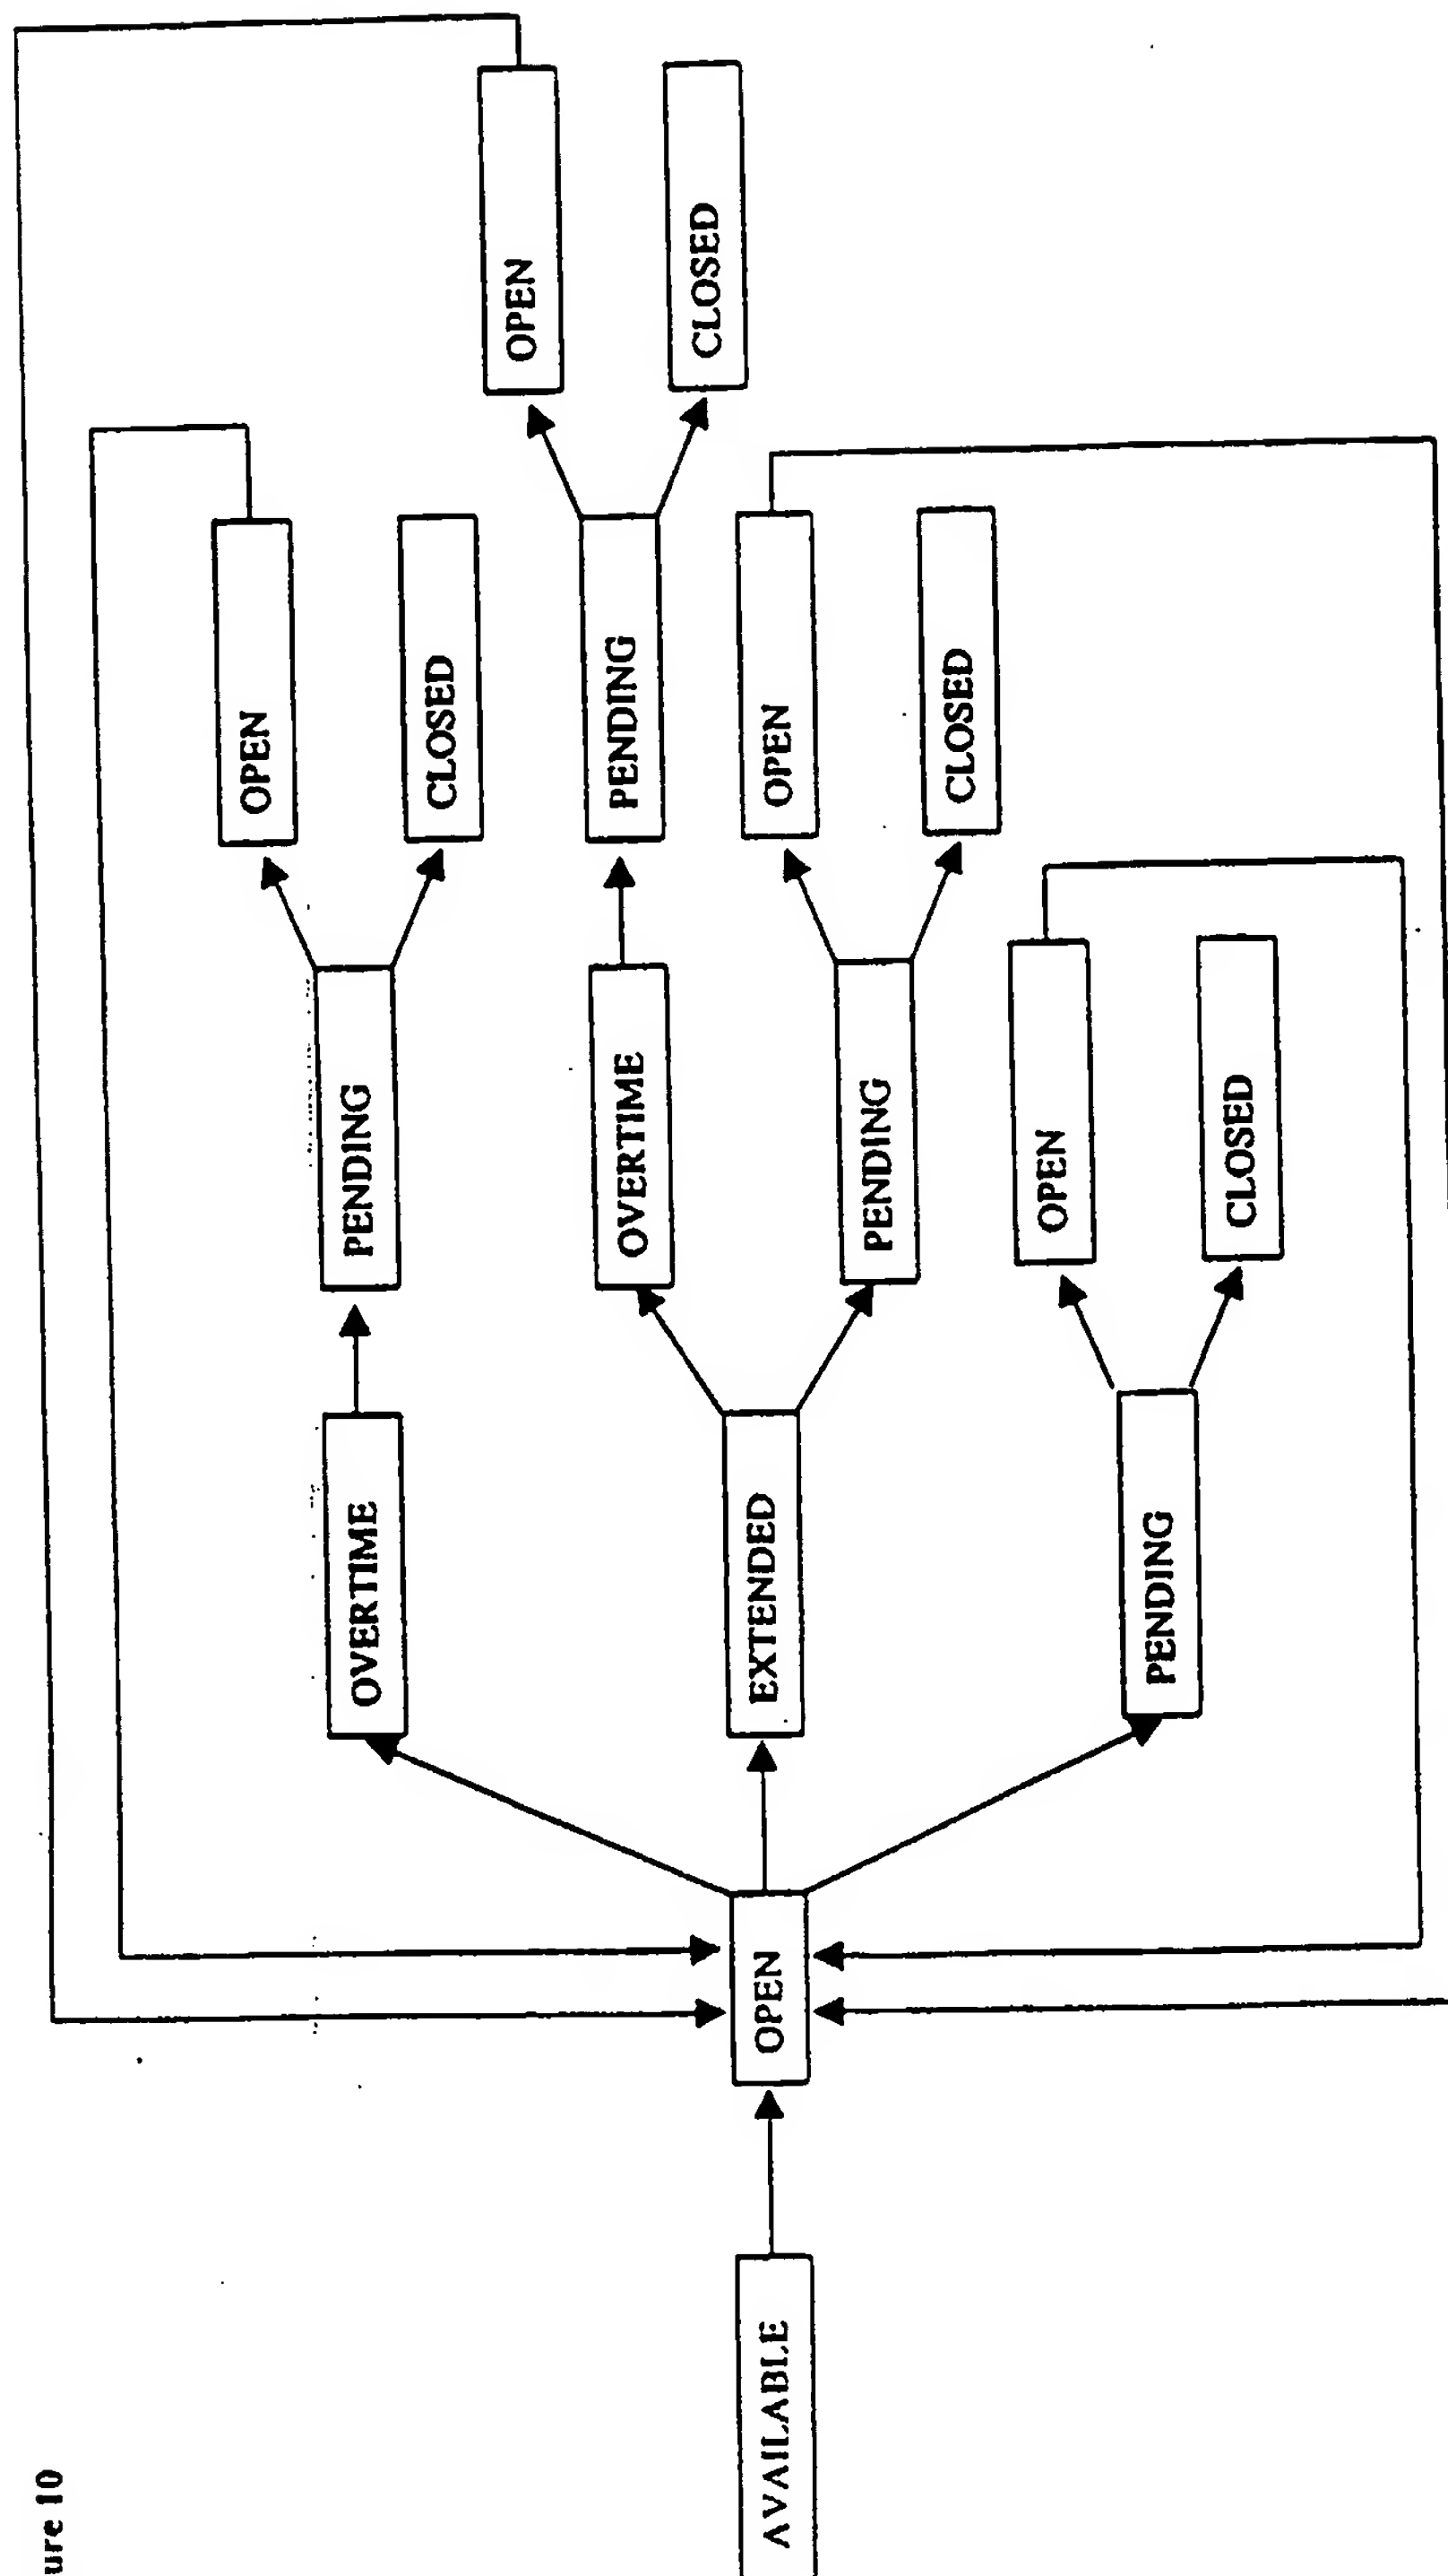 ure 10
AVAILABLE
OPEN
OVERTIME
EXTENDED
PENDING
PENDING
OVERTIME
PENDING
OPEN
CLOSED
OPEN
CLOSED
PENDING
OPEN
CLOSED
OPEN
CLOSED